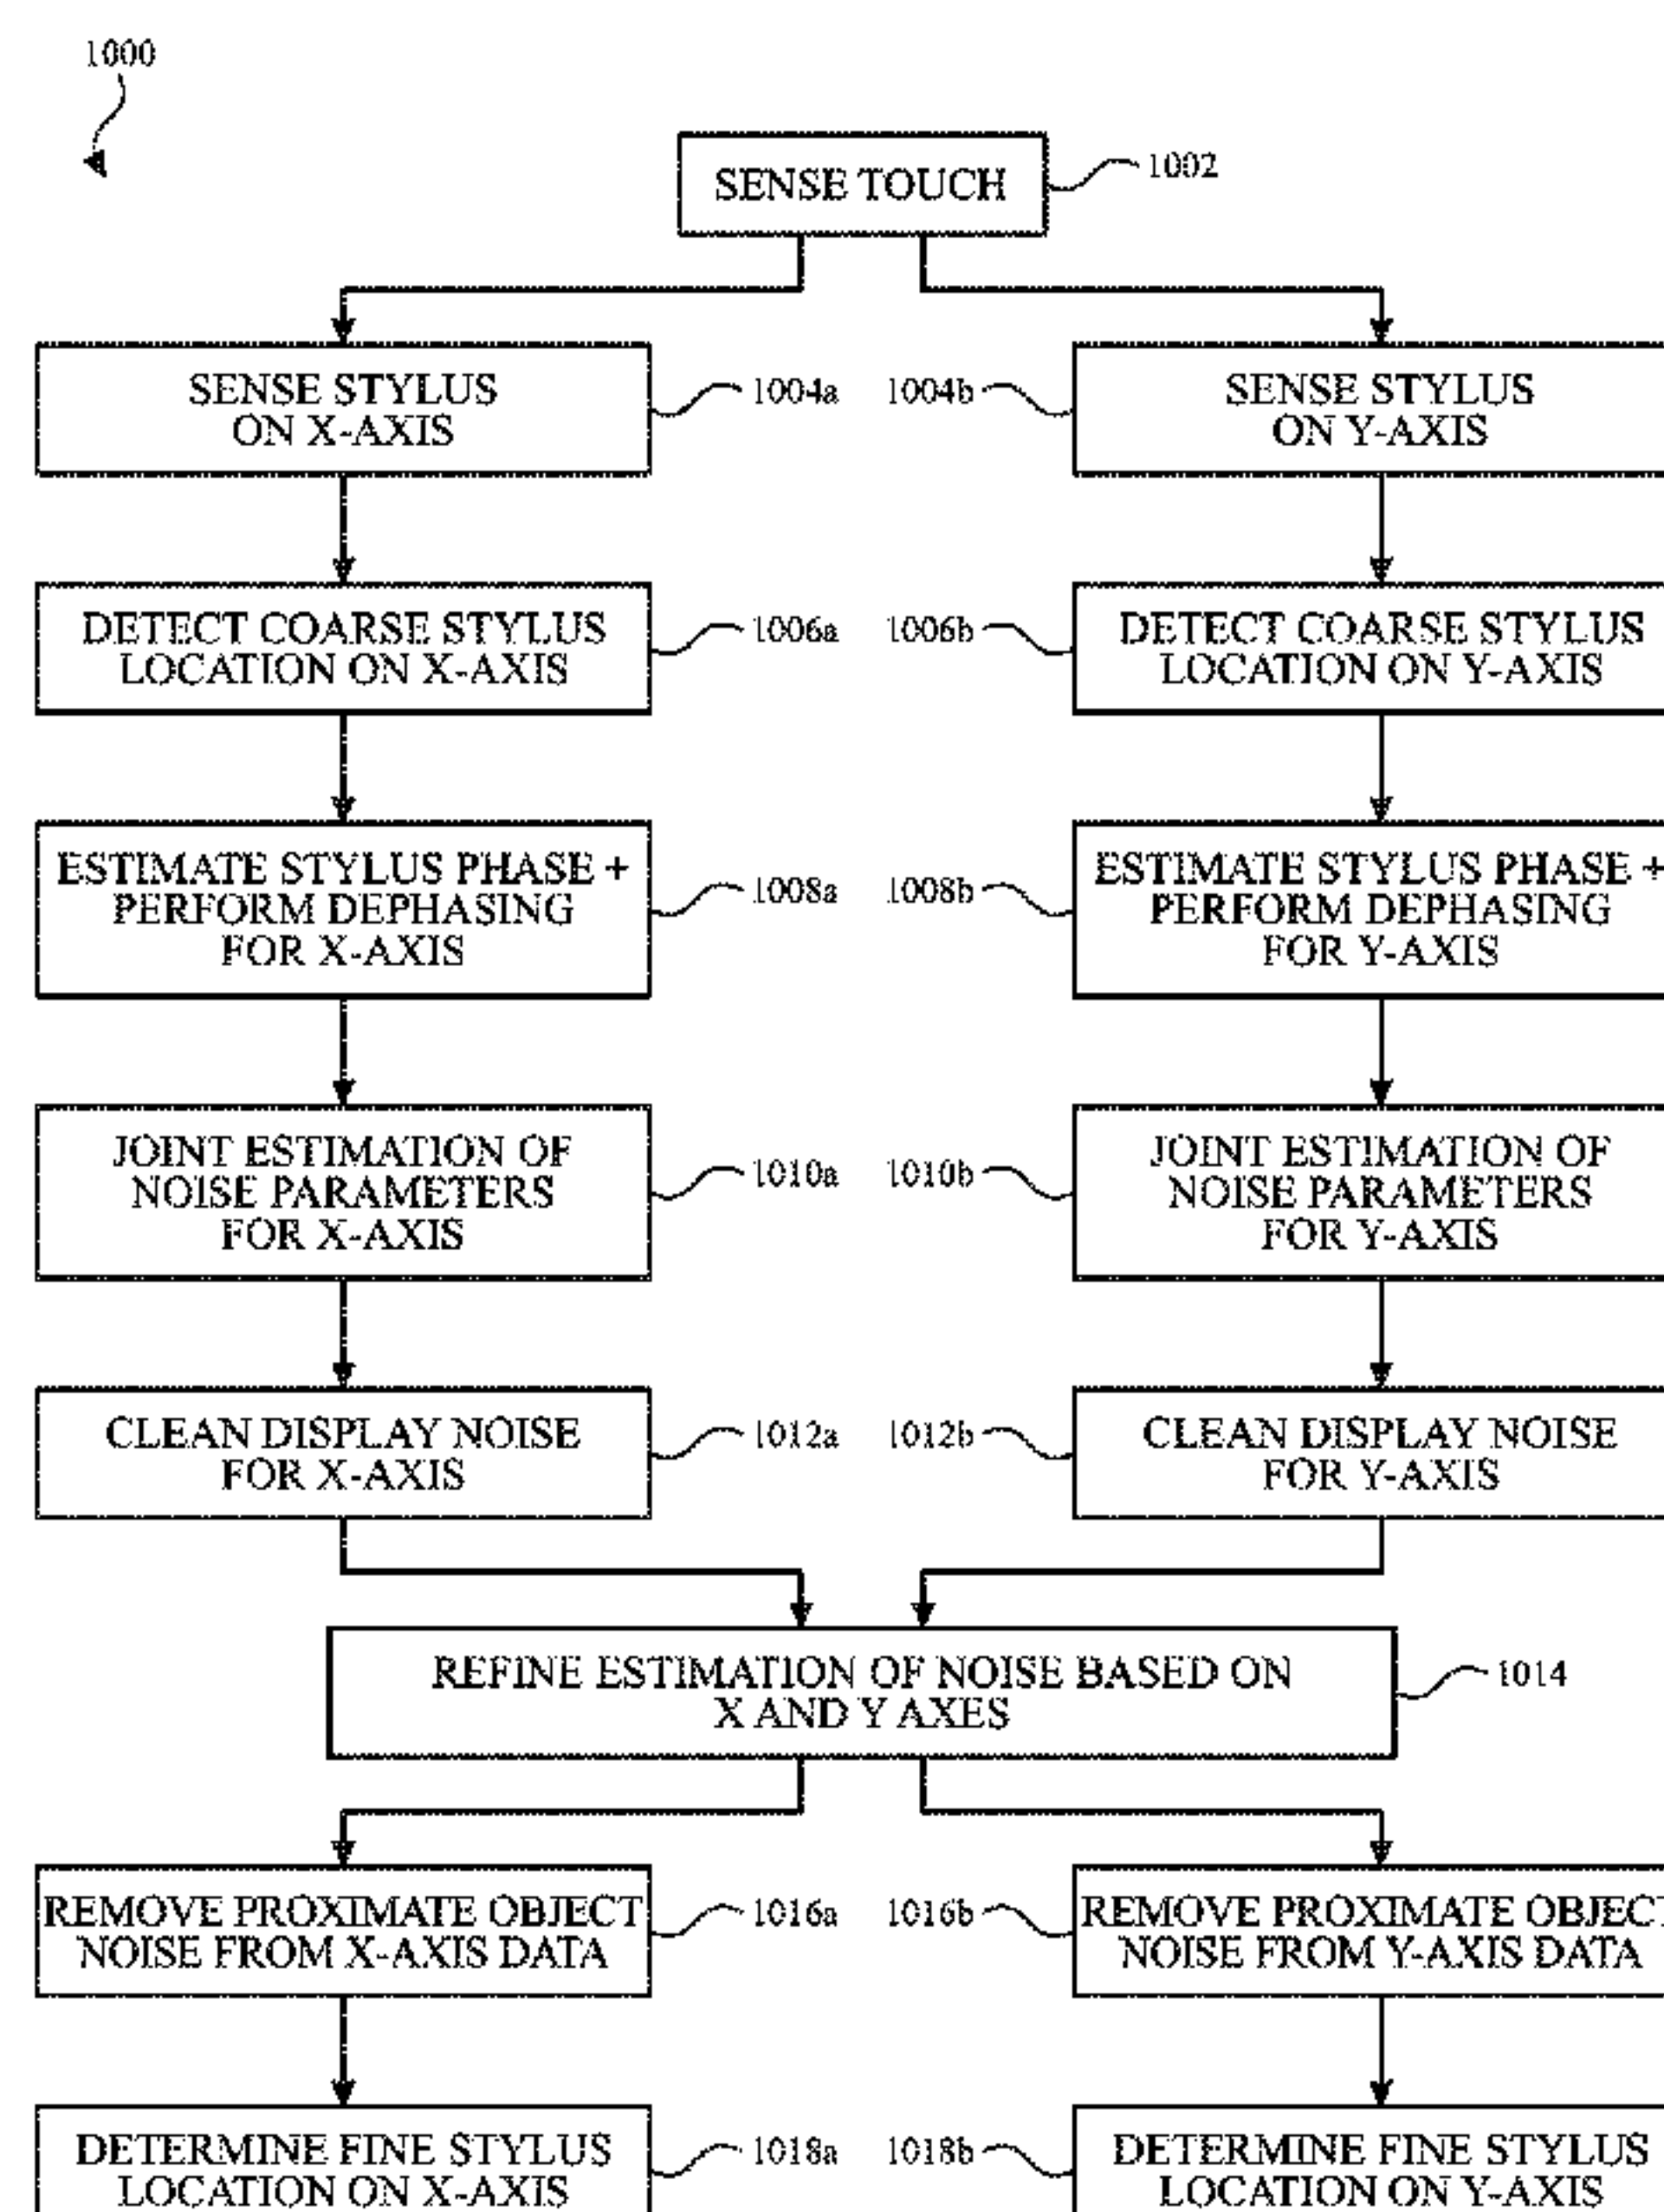 1000
SENSE TOUCH
1002
SENSE STYLUS
ON X-AXIS
1004a
1004b
SENSE STYLUS
ON Y-AXIS
DETECT COARSE STYLUS
LOCATION ON X-AXIS
1006a
1006b
DETECT COARSE STYLUS
LOCATION ON Y-AXIS
ESTIMATE STYLUS PHASE +
PERFORM DEPHASING
FOR X-AXIS
1008a
1008b
ESTIMATE STYLUS PHASE +
PERFORM DEPHASING
FOR Y-AXIS
JOINT ESTIMATION OF
NOISE PARAMETERS
FOR X-AXIS
1010a
1010b
JOINT ESTIMATION OF
NOISE PARAMETERS
FOR Y-AXIS
CLEAN DISPLAY NOISE
FOR X-AXIS
1012a
1012b
CLEAN DISPLAY NOISE
FOR Y-AXIS
REFINE ESTIMATION OF NOISE BASED ON
X AND Y AXES
1014
REMOVE PROXIMATE OBJECT
NOISE FROM X-AXIS DATA
1016a
1016b
REMOVE PROXIMATE OBJECT
NOISE FROM Y-AXIS DATA
DETERMINE FINE STYLUS
LOCATION ON X-AXIS
1018a
1018b
DETERMINE FINE STYLUS
LOCATION ON Y-AXIS